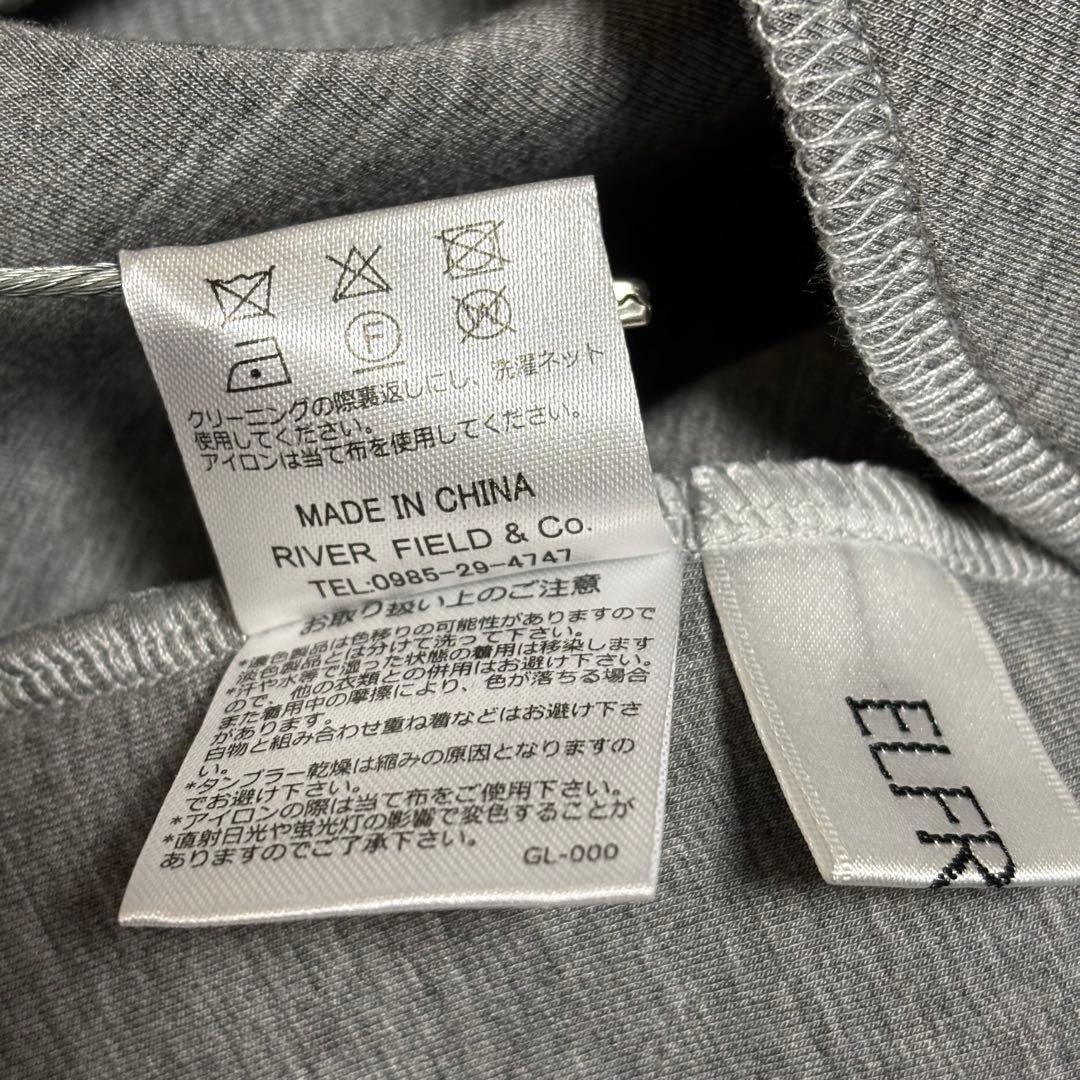 F
W
クリーニングの際裏返しにし、洗濯ネット
使用してください。
アイロンは当て布を使用してください。
MADE IN CHINA
RIVER FIELD & Co.
TEL:0985-29-4747
お取り扱い上のご注意
*濃色製品は色移りの可能性がありますので
淡色製品とは分けて洗って下さい。
*汗や水等で湿った状態の着用は移染します
ので、他の衣類との併用はお避け下さい。
また着用中の摩擦により、色が落ちる場合
があります。
白物と組み合わせ重ね着などはお避け下さ
い。
*タンブラー乾燥は縮みの原因となりますの
でお避け下さい。
*アイロンの際は当て布をご使用下さい。
*直射日光や蛍光灯の影響で変色することが
ありますのでご了承下さい。
GL-000
ELFR